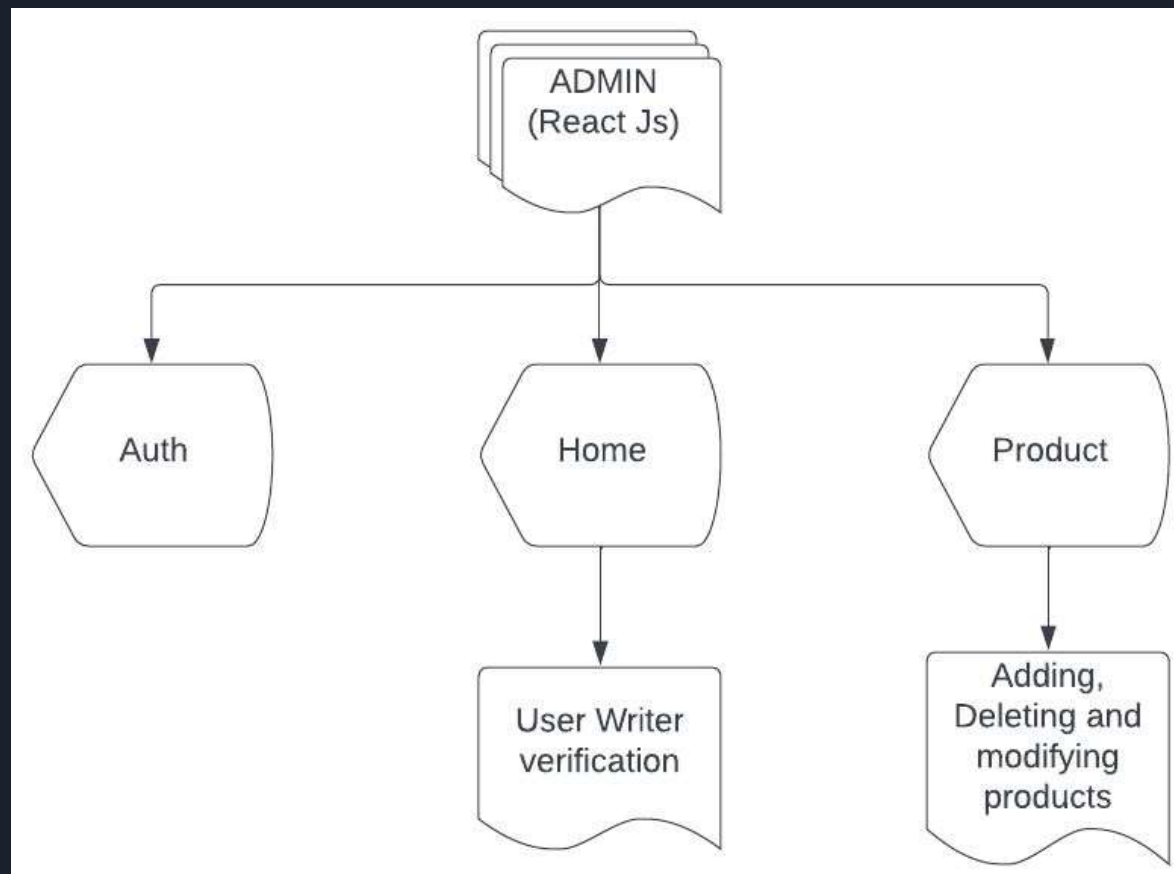 ADMIN
(React Js)
Auth
Home
Product
User Writer
verification
Adding,
Deleting and
modifying
products